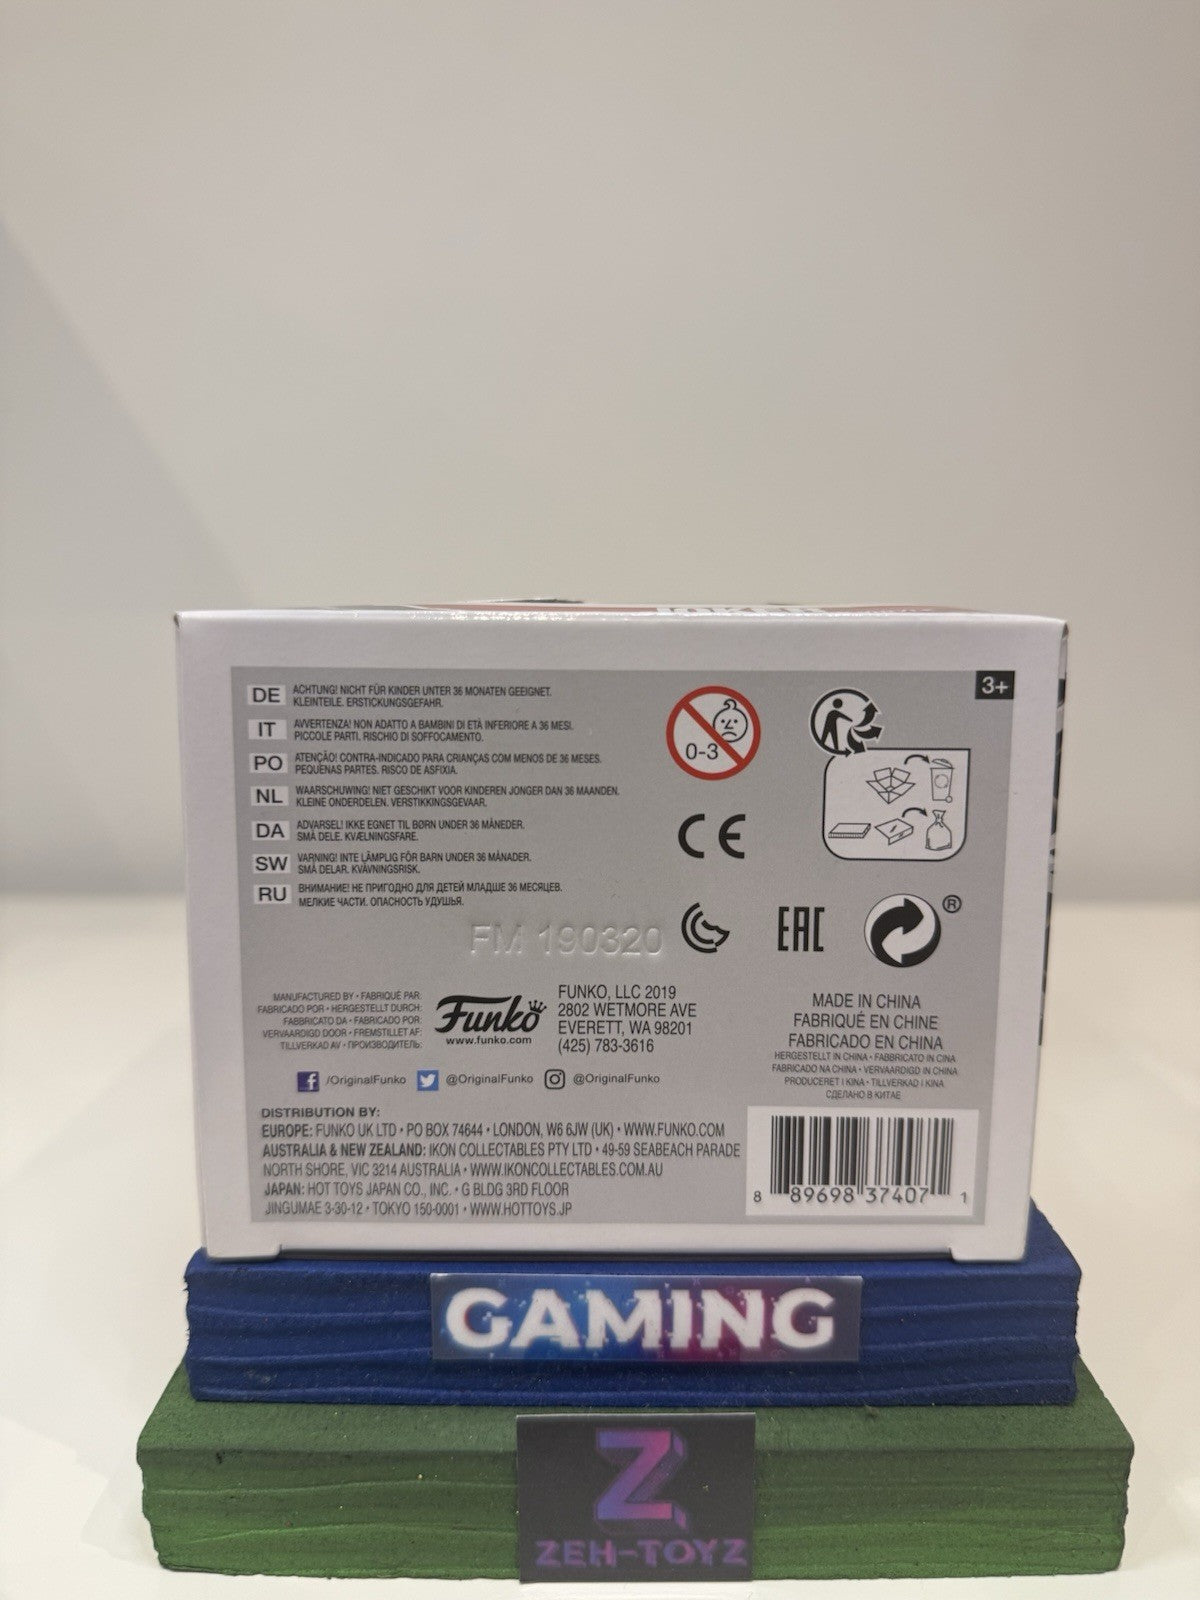 3+
DE
ACHTUNG! NICHT FÜR KINDER UNTER 36 MONATEN GEEIGNET.
KLEINTEILE. ERSTICKUNGSGEFAHR.
IT
AVVERTENZA! NON ADATTO A BAMBINI DI ETÀ INFERIORE A 36 MESI.
PICCOLE PARTI. RISCHIO DI SOFFOCAMENTO.
PO
ATENÇÃO! CONTRA-INDICADO PARA CRIANÇAS COM MENOS DE 36 MESES.
PEQUENAS PARTES. RISCO DE ASFIXIA.
NL
WAARSCHUWING! NIET GESCHIKT VOOR KINDEREN JONGER DAN 36 MAANDEN.
KLEINE ONDERDELEN. VERSTIKKINGSGEVAAR.
DA
ADVARSEL! IKKE EGNET TIL BØRN UNDER 36 MÅNEDER.
SMÅ DELE. KVÆLNINGSFARE.
SW
VARNING! INTE LÄMPLIG FÖR BARN UNDER 36 MÅNADER.
SMÅ DELAR. KVÄVNINGSRISK.
RU
ВНИМАНИЕ! НЕ ПРИГОДНО ДЛЯ ДЕТЕЙ МЛАДШЕ 36 МЕСЯЦЕВ.
МЕЛКИЕ ЧАСТИ. ОПАСНОСТЬ УДУШЬЯ.
0-3
CE
EAC
®
FM 190320
MANUFACTURED BY • FABRIQUÉ PAR:
FABRICADO POR • HERGESTELLT DURCH:
FABBRICATO DA • FABRICADO POR:
VERVAARDIGD DOOR • FREMSTILLET AF:
TILLVERKAD AV • ПРОИЗВОДИТЕЛЬ:
Funko
www.funko.com
FUNKO, LLC 2019
2802 WETMORE AVE
EVERETT, WA 98201
(425) 783-3616
MADE IN CHINA
FABRIQUÉ EN CHINE
FABRICADO EN CHINA
HERGESTELLT IN CHINA • FABBRICATO IN CINA
FABRICADO NA CHINA • VERVAARDIGD IN CHINA
PRODUCERET I KINA • TILLVERKAD I KINA
СДЕЛАНО В КИТАЕ
/OriginalFunko @OriginalFunko @OriginalFunko
DISTRIBUTION BY:
EUROPE: FUNKO UK LTD • PO BOX 74644 • LONDON, W6 6JW (UK) • WWW.FUNKO.COM
AUSTRALIA & NEW ZEALAND: IKON COLLECTABLES PTY LTD • 49-59 SEABEACH PARADE
NORTH SHORE, VIC 3214 AUSTRALIA • WWW.IKONCOLLECTABLES.COM.AU
JAPAN: HOT TOYS JAPAN CO., INC. • G BLDG 3RD FLOOR
JINGUMAE 3-30-12 • TOKYO 150-0001 • WWW.HOTTOYS.JP
8 89698 37407 1
GAMING
Z
ZEH-TOYZ